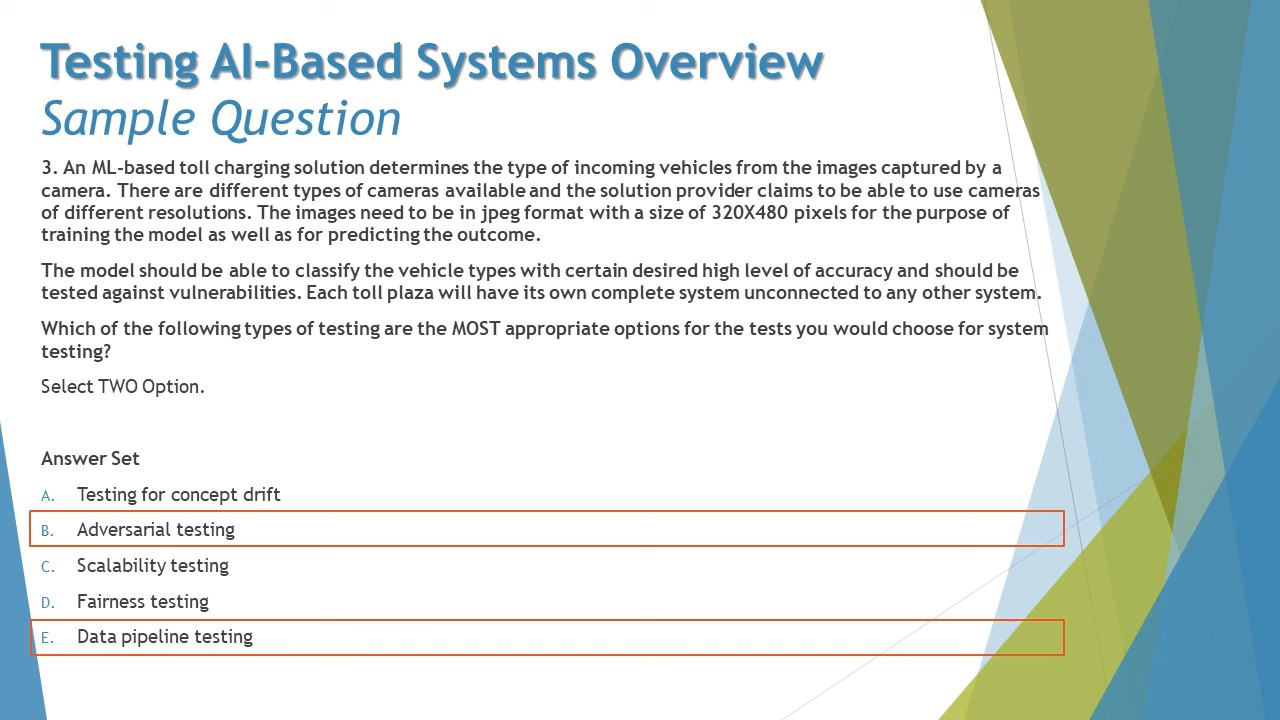 Testing AI-Based Systems Overview
Sample Question
3. An ML-based toll charging solution determines the type of incoming vehicles from the images captured by a
camera. There are different types of cameras available and the solution provider claims to be able to use cameras
of different resolutions. The images need to be in jpeg format with a size of 320X480 pixels for the purpose of
training the model as well as for predicting the outcome.
The model should be able to classify the vehicle types with certain desired high level of accuracy and should be
tested against vulnerabilities. Each toll plaza will have its own complete system unconnected to any other system.
Which of the following types of testing are the MOST appropriate options for the tests you would choose for system
testing?
Select TWO Option.
Answer Set
A. Testing for concept drift
B. Adversarial testing
C. Scalability testing
D. Fairness testing
E. Data pipeline testing